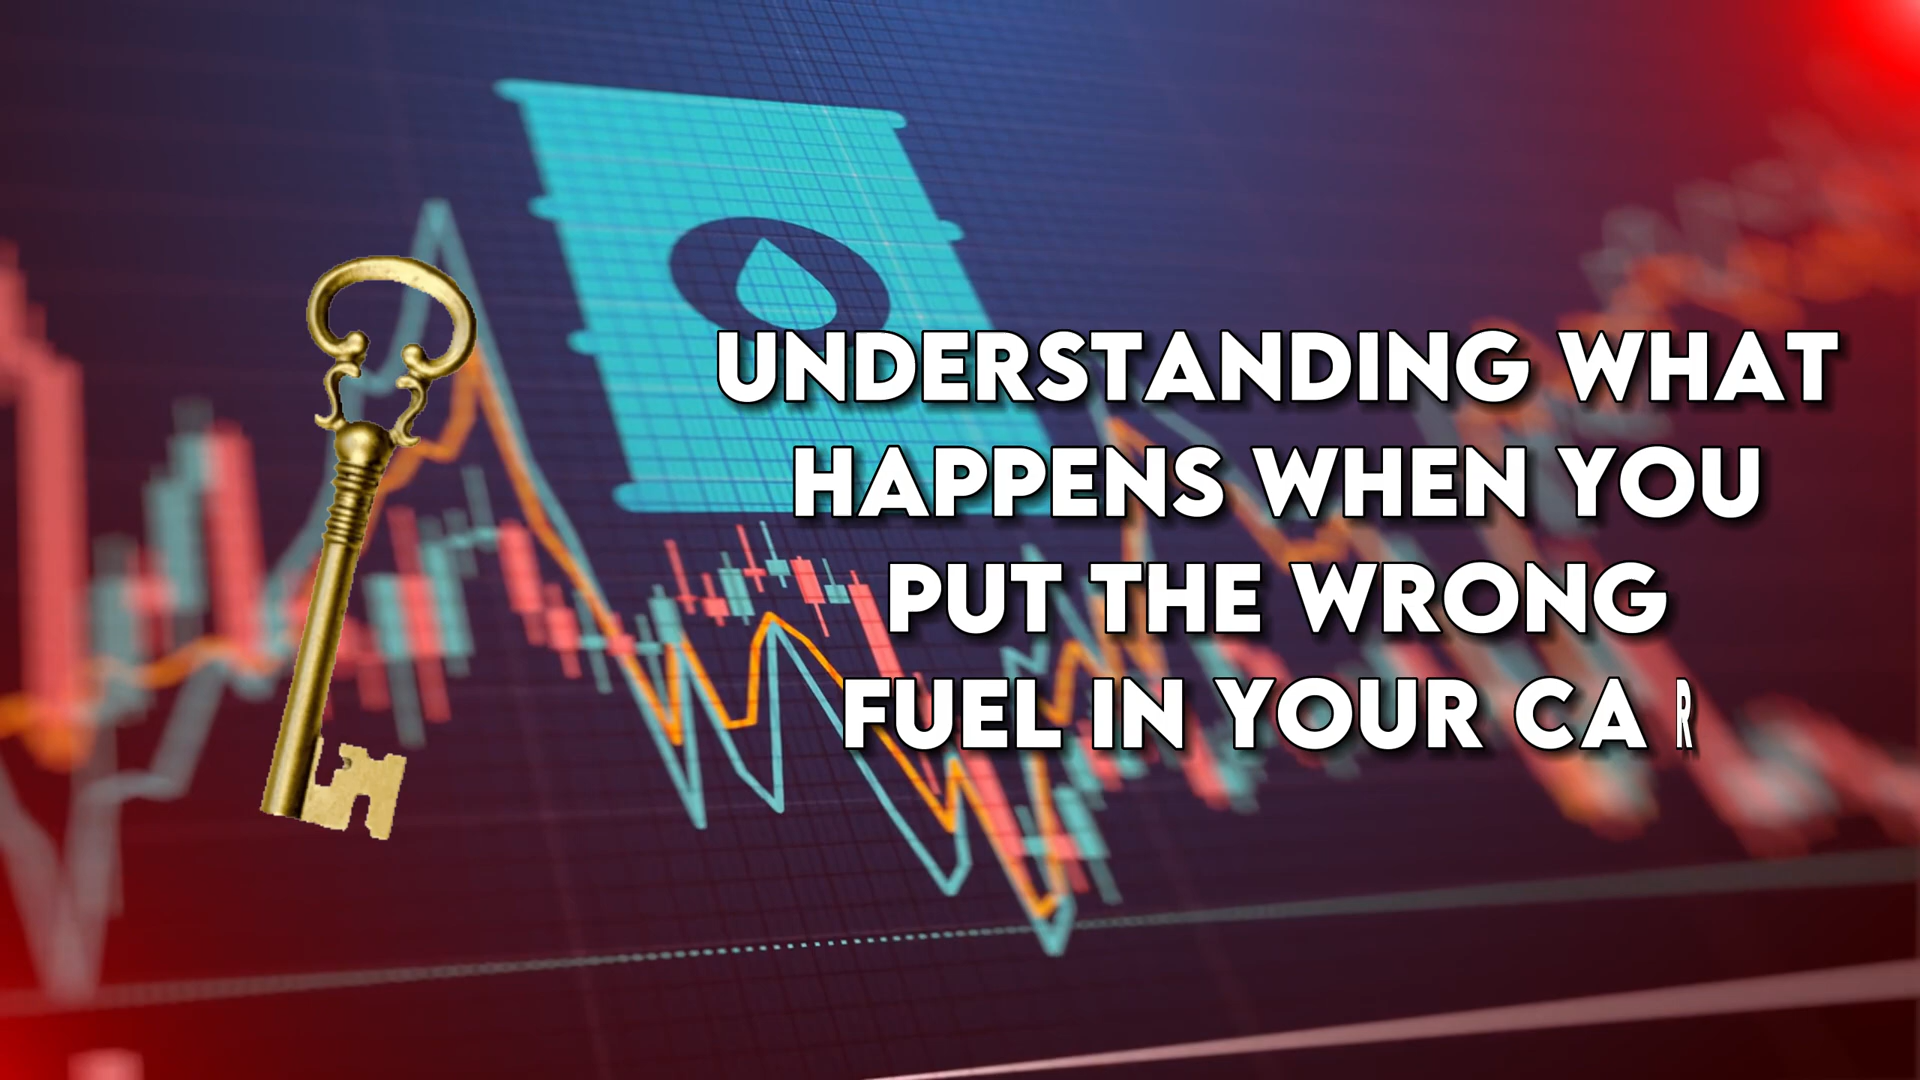 UNDERSTANDING WHAT
HAPPENS WHEN YOU
PUT THE WRONG
FUEL IN YOUR CAR